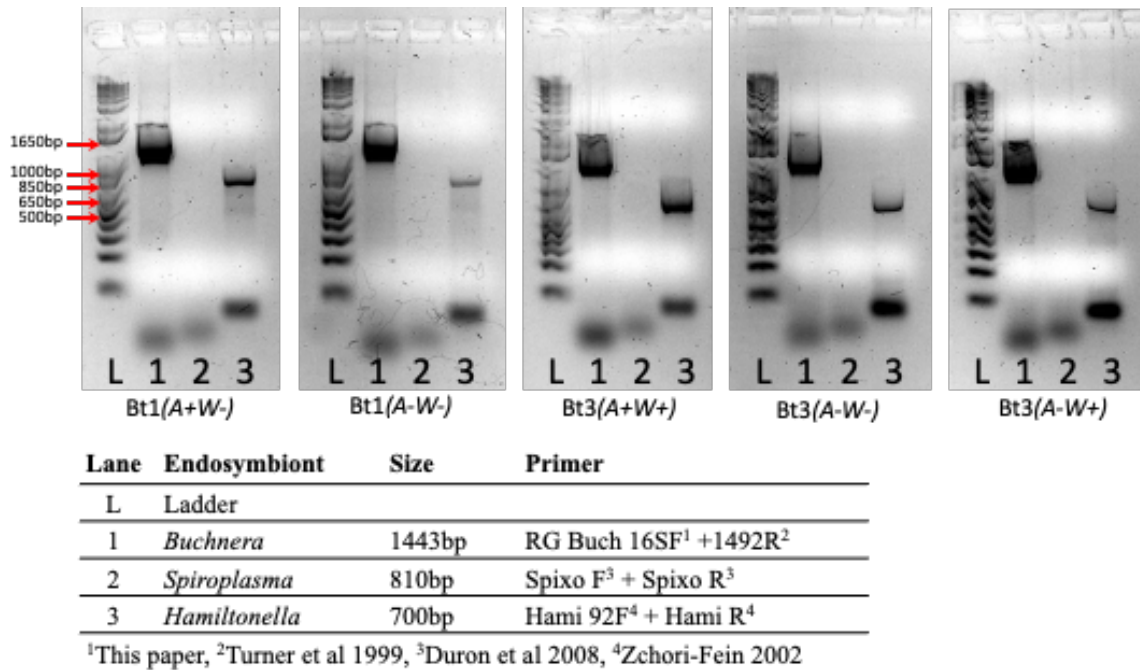 1650bp
1000bp
850bp
650bp
500bp
L 1 2 3 L 1 2 3 L 1 2 3 L 1 2 3 L 1 2 3
Bt1(A+W-) Bt1(A-W-) Bt3(A+W+) Bt3(A-W-) Bt3(A-W+)
Lane Endosymbiont Size Primer
L Ladder
1 Buchnera 1443bp RG Buch 16SF¹ +1492R²
2 Spiroplasma 810bp Spixo F³ + Spixo R³
3 Hamiltonella 700bp Hami 92F⁴ + Hami R⁴
¹This paper, ²Turner et al 1999, ³Duron et al 2008, ⁴Zchori-Fein 2002